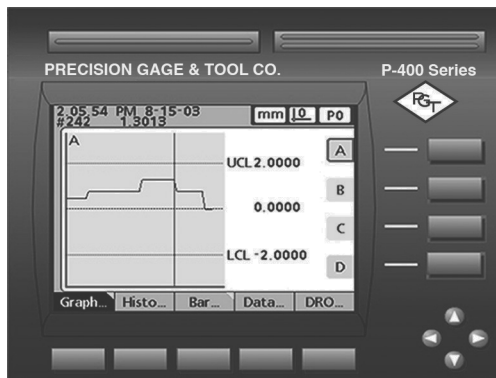 PRECISION GAGE & TOOL CO. P-400 Series
PGT
2 05 54 PM 8-15-03
#242 1.3013
mm P0
A
A
UCL 2.0000
B
0.0000
C
LCL -2.0000
D
Graph... Histo... Bar... Data... DRO...